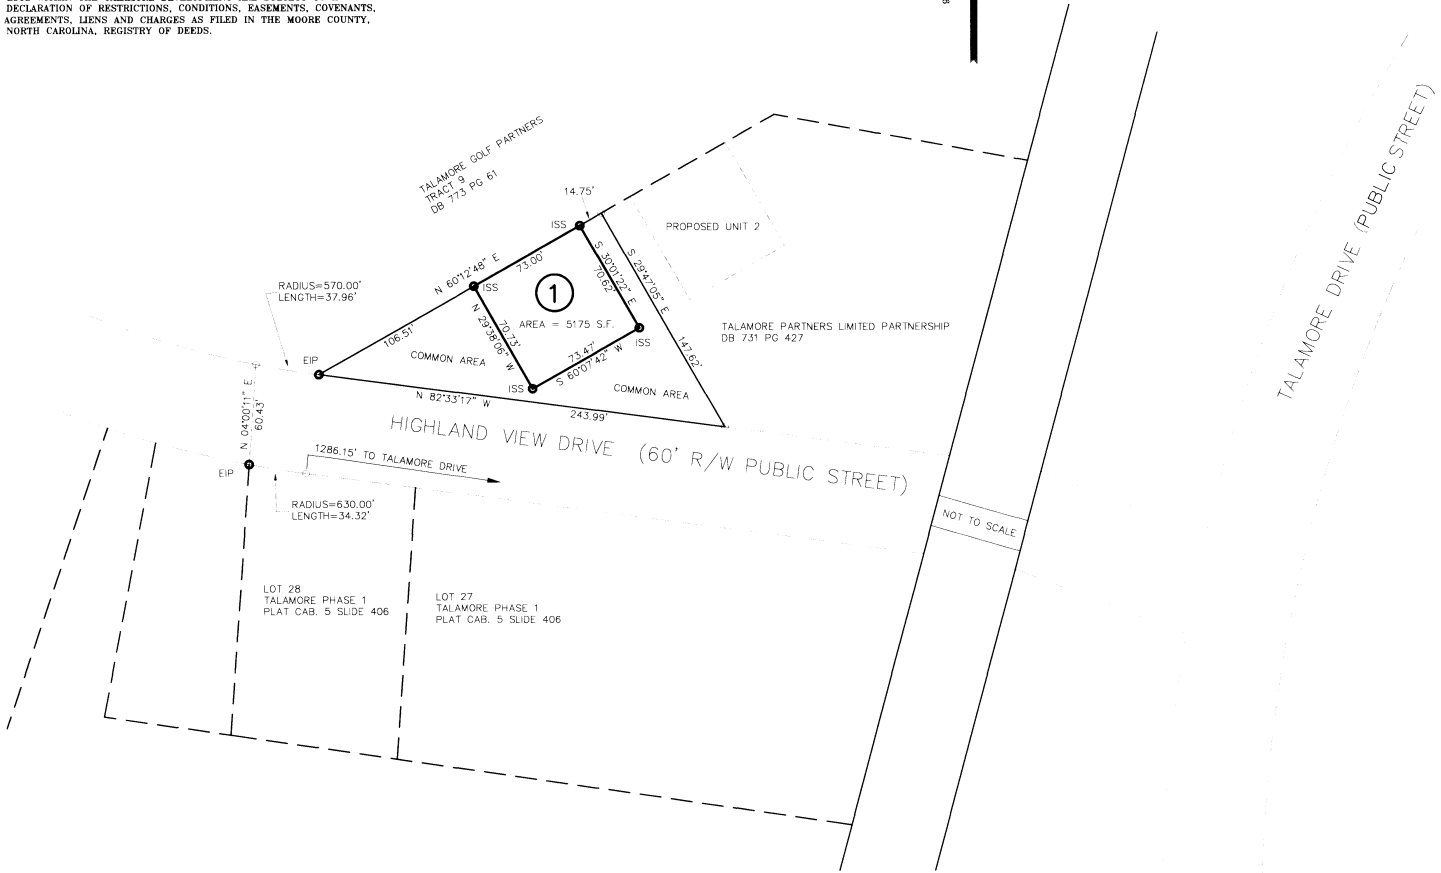 DECLARATION OF RESTRICTIONS, CONDITIONS, EASEMENTS, COVENANTS,
AGREEMENTS, LIENS AND CHARGES AS FILED IN THE MOORE COUNTY,
NORTH CAROLINA, REGISTRY OF DEEDS.
TALAMORE GOLF PARTNERS
TRACT 9
DB 773 PG 61
14.75'
ISS
PROPOSED UNIT 2
N 60°12'48" E
73.00'
S 30°01'22" E
70.62'
S 29°47'05" E
147.62'
RADIUS=570.00'
LENGTH=37.96'
ISS
1
AREA = 5175 S.F.
106.51'
N 29°38'06" W
70.73'
73.47'
S 60°07'42" W
ISS
TALAMORE PARTNERS LIMITED PARTNERSHIP
DB 731 PG 427
EIP
COMMON AREA
ISS
COMMON AREA
N 82°33'17" W
243.99'
N 04°00'11" E
60.43'
HIGHLAND VIEW DRIVE (60' R/W PUBLIC STREET)
EIP
1286.15' TO TALAMORE DRIVE
RADIUS=630.00'
LENGTH=34.32'
NOT TO SCALE
TALAMORE DRIVE (PUBLIC STREET)
LOT 28
TALAMORE PHASE 1
PLAT CAB. 5 SLIDE 406
LOT 27
TALAMORE PHASE 1
PLAT CAB. 5 SLIDE 406